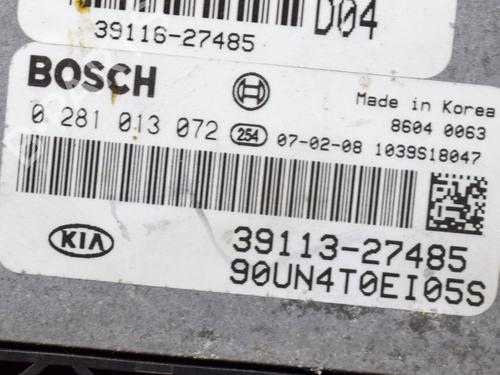 D04
39116-27485
BOSCH
Made in Korea
0 281 013 072 254 07-02-08
8604 0063
1039S18047
KIA
39113-27485
90UN4T0EI05S